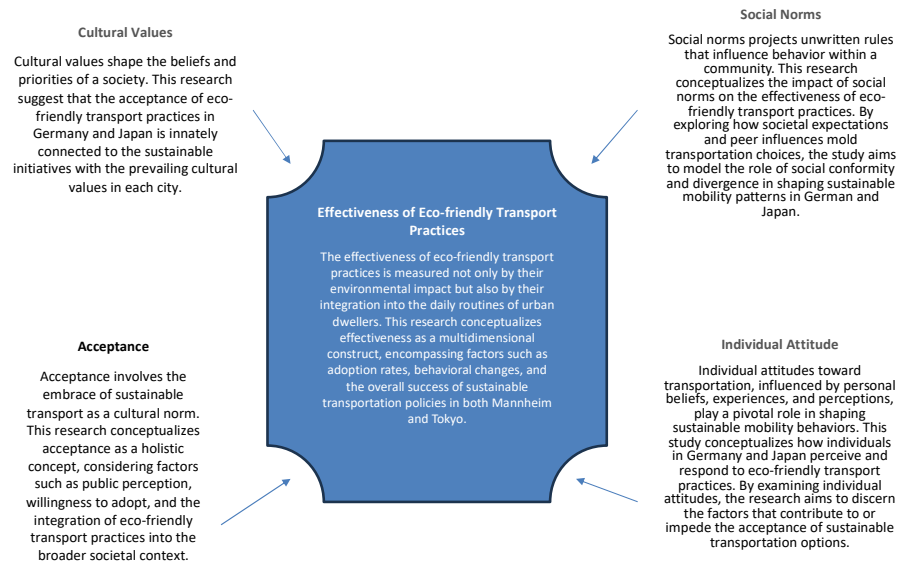 Cultural Values
Cultural values shape the beliefs and
priorities of a society. This research
suggest that the acceptance of eco-
friendly transport practices in
Germany and Japan is innately
connected to the sustainable
initiatives with the prevailing cultural
values in each city.
Social Norms
Social norms projects unwritten rules
that influence behavior within a
community. This research
conceptualizes the impact of social
norms on the effectiveness of eco-
friendly transport practices. By
exploring how societal expectations
and peer influences mold
transportation choices, the study aims
to model the role of social conformity
and divergence in shaping sustainable
mobility patterns in German and
Japan.
Effectiveness of Eco-friendly Transport
Practices
The effectiveness of eco-friendly transport
practices is measured not only by their
environmental impact but also by their
integration into the daily routines of urban
dwellers. This research conceptualizes
effectiveness as a multidimensional
construct, encompassing factors such as
adoption rates, behavioral changes, and
the overall success of sustainable
transportation policies in both Mannheim
and Tokyo.
Acceptance
Acceptance involves the
embrace of sustainable
transport as a cultural norm.
This research conceptualizes
acceptance as a holistic
concept, considering factors
such as public perception,
willingness to adopt, and the
integration of eco-friendly
transport practices into the
broader societal context.
Individual Attitude
Individual attitudes toward
transportation, influenced by personal
beliefs, experiences, and perceptions,
play a pivotal role in shaping
sustainable mobility behaviors. This
study conceptualizes how individuals
in Germany and Japan perceive and
respond to eco-friendly transport
practices. By examining individual
attitudes, the research aims to discern
the factors that contribute to or
impede the acceptance of sustainable
transportation options.